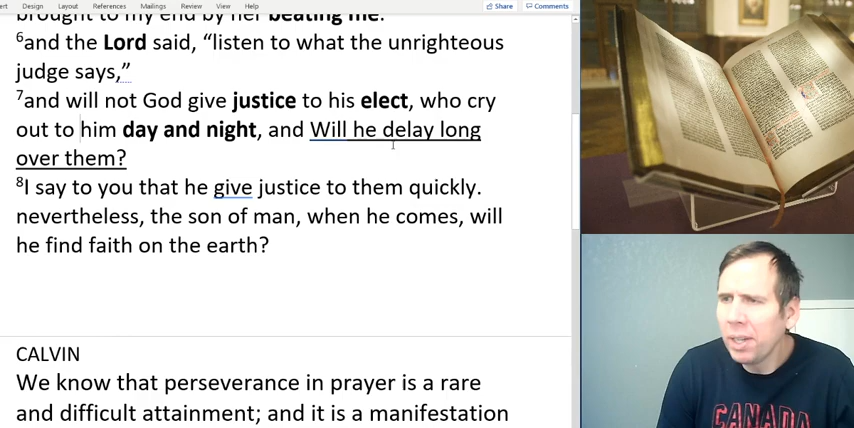 ert Design Layout References Mailings Review View Help Share Comments
brought to my end by her beating me.
6and the Lord said, “listen to what the unrighteous
judge says,”
7and will not God give justice to his elect, who cry
out to him day and night, and Will he delay long
over them?
8I say to you that he give justice to them quickly.
nevertheless, the son of man, when he comes, will
he find faith on the earth?
CALVIN
We know that perseverance in prayer is a rare
and difficult attainment; and it is a manifestation
CANADA